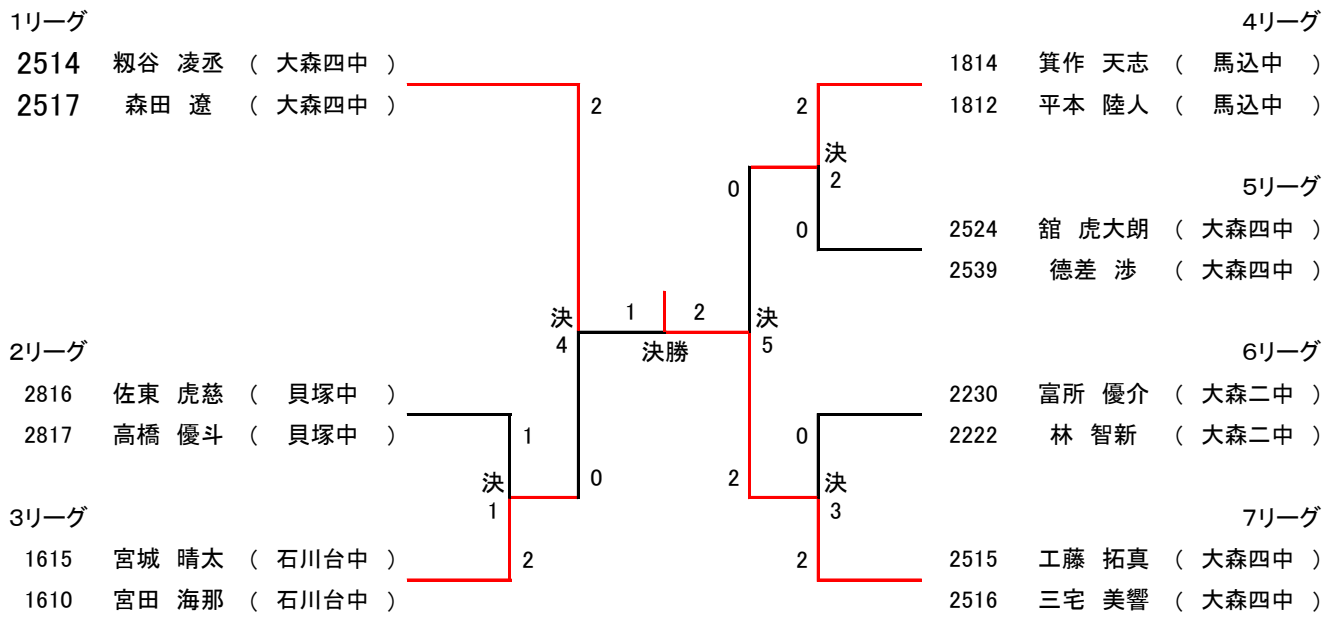 1リーグ
2514 籾谷 凌丞 ( 大森四中 )
2517 森田 遼 ( 大森四中 )
2
2リーグ
2816 佐東 虎慈 ( 貝塚中 )
2817 高橋 優斗 ( 貝塚中 )
1
決
1
3リーグ
1615 宮城 晴太 ( 石川台中 )
1610 宮田 海那 ( 石川台中 )
2
決
4
0
1 2
決勝
4リーグ
1814 箕作 天志 ( 馬込中 )
1812 平本 陸人 ( 馬込中 )
2
決
2
0
5リーグ
2524 舘 虎大朗 ( 大森四中 )
2539 德差 渉 ( 大森四中 )
0
決
5
2
6リーグ
2230 富所 優介 ( 大森二中 )
2222 林 智新 ( 大森二中 )
0
決
3
7リーグ
2515 工藤 拓真 ( 大森四中 )
2516 三宅 美響 ( 大森四中 )
2